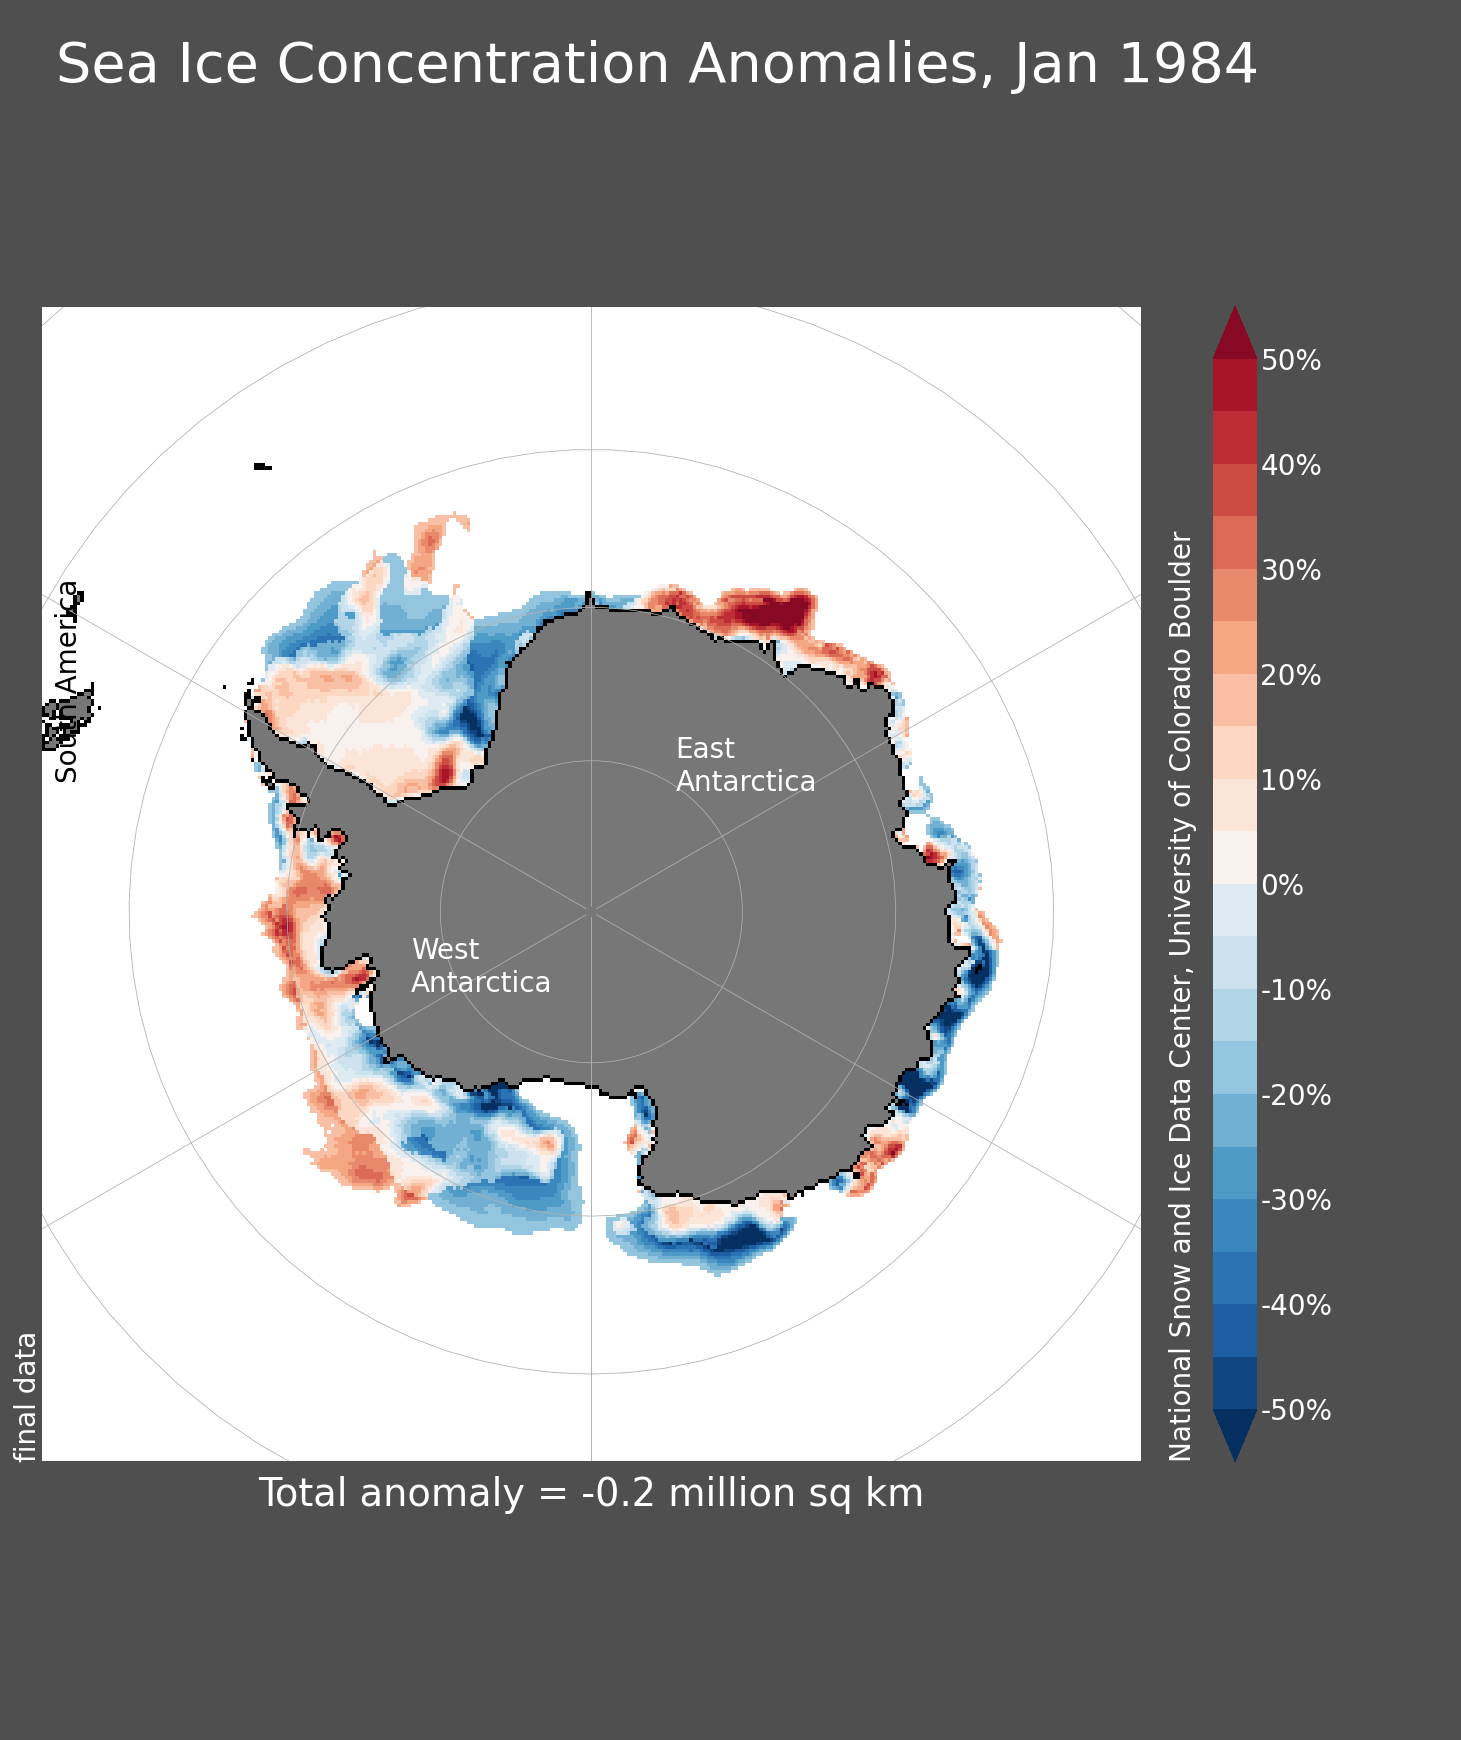 Sea Ice Concentration Anomalies, Jan 1984
South America
East
Antarctica
West
Antarctica
final data
National Snow and Ice Data Center, University of Colorado Boulder
50%
40%
30%
20%
10%
0%
-10%
-20%
-30%
-40%
-50%
Total anomaly = -0.2 million sq km